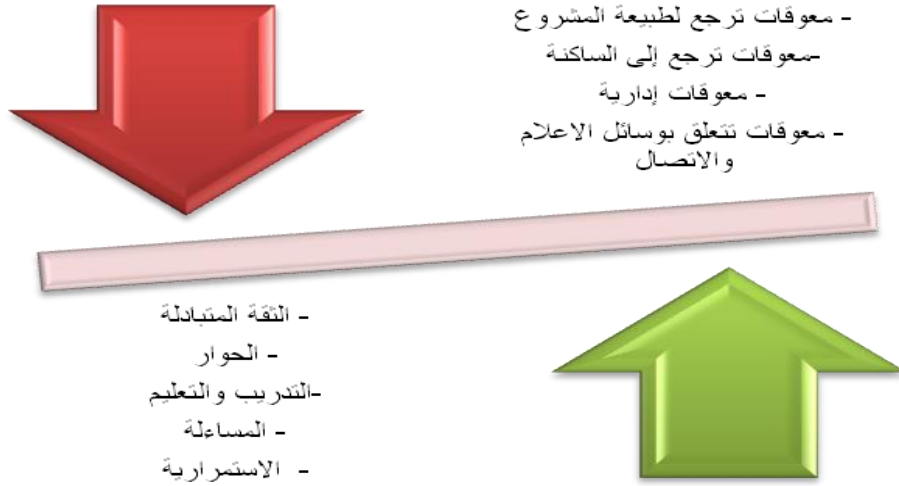 - معوقات ترجع لطبيعة المشروع
-معوقات ترجع إلى الساكنة
- معوقات إدارية
- معوقات تتعلق بوسائل الاعلام
والاتصال
- الثقة المتبادلة
- الحوار
-التدريب والتعليم
- المساءلة
- الاستمرارية